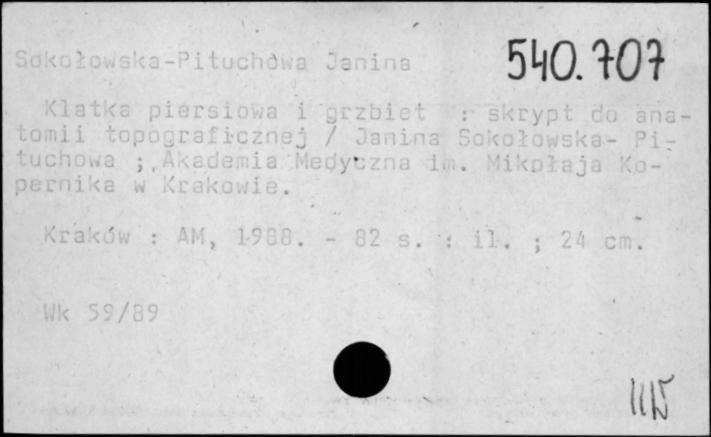 540.707
Sokołowska-Pituchowa Janina
Klatka piersiowa i grzbiet : skrypt do ana-
tomii topograficznej / Janina Sokołowska- Pi-
tuchowa ; Akademia Medyczna im. Mikołaja Ko-
pernika w Krakowie.
Kraków : AM, 1988. - 82 s. : il. ; 24 cm.
Wk 59/89